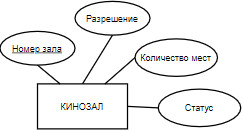 Разрешение
Номер зала
Количество мест
КИНОЗАЛ
Статус